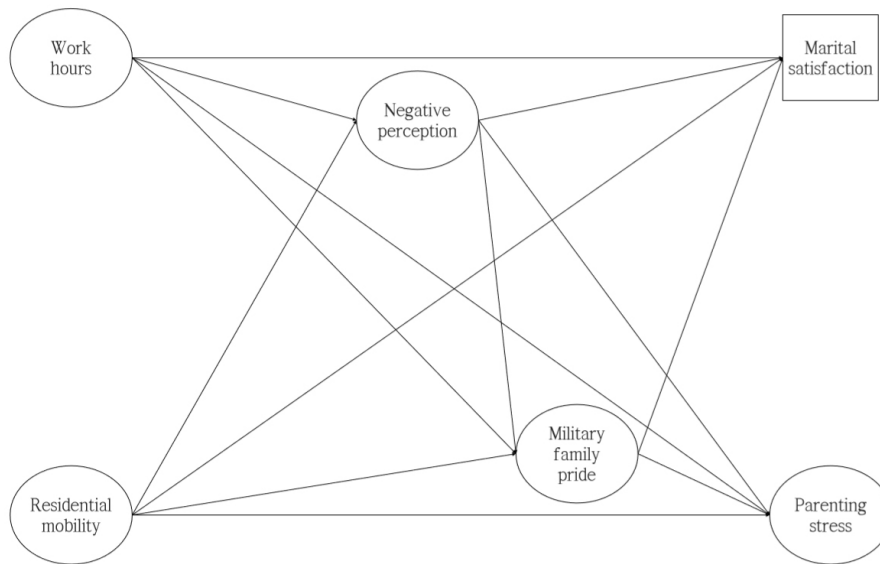 Work
hours
Marital
satisfaction
Negative
perception
Military
family
pride
Residential
mobility
Parenting
stress